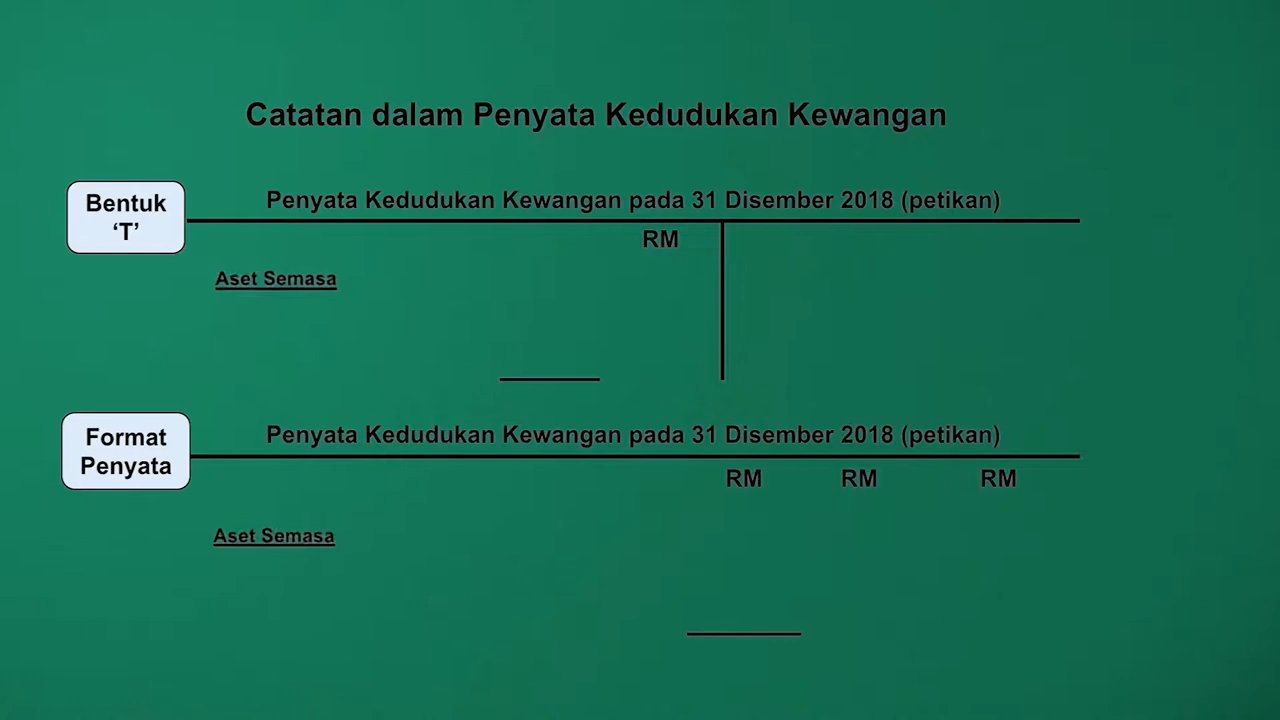 Catatan dalam Penyata Kedudukan Kewangan
Bentuk
‘T’
Penyata Kedudukan Kewangan pada 31 Disember 2018 (petikan)
RM
Aset Semasa
Format
Penyata
Penyata Kedudukan Kewangan pada 31 Disember 2018 (petikan)
RM RM RM
Aset Semasa